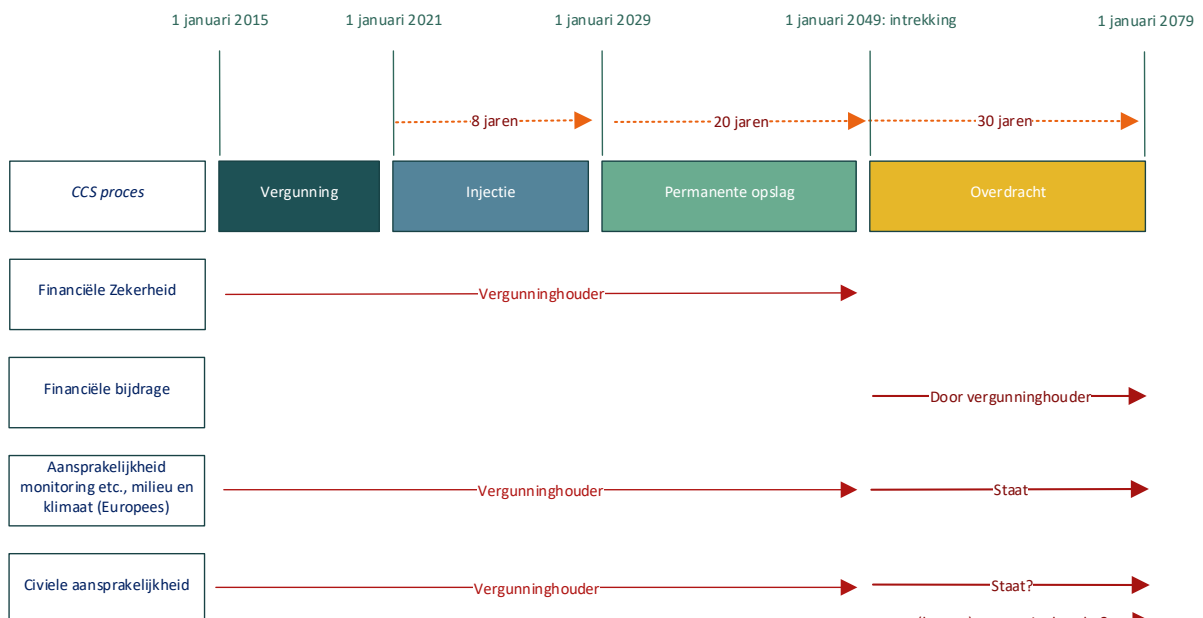 1 januari 2015
1 januari 2021
1 januari 2029
1 januari 2049: intrekking
1 januari 2079
8 jaren
20 jaren
30 jaren
CCS proces
Vergunning
Injectie
Permanente opslag
Overdracht
Financiële Zekerheid
Vergunninghouder
Financiële bijdrage
Door vergunninghouder
Aansprakelijkheid
monitoring etc., milieu en
klimaat (Europees)
Vergunninghouder
Staat
Civiele aansprakelijkheid
Vergunninghouder
Staat?